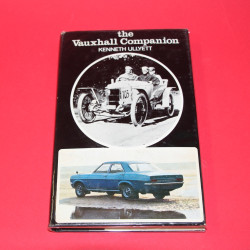 the
Vauxhall Companion
KENNETH ULLYETT